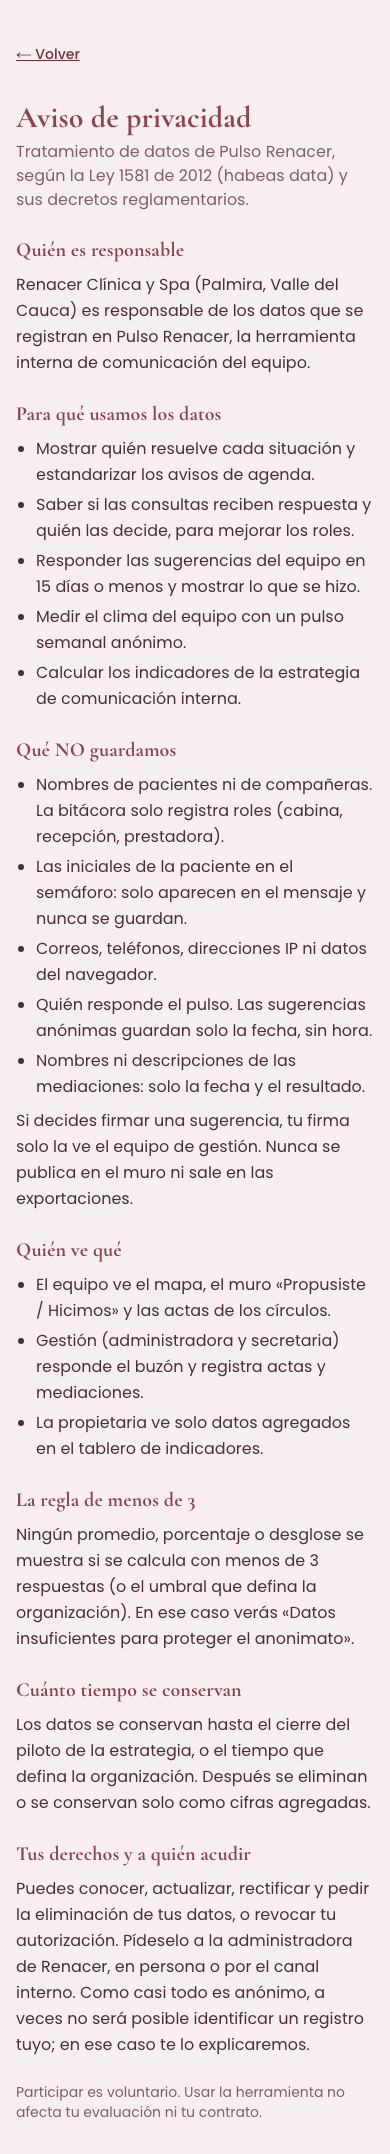 ← Volver
Aviso de privacidad
Tratamiento de datos de Pulso Renacer,
según la Ley 1581 de 2012 (habeas data) y
sus decretos reglamentarios.
Quién es responsable
Renacer Clínica y Spa (Palmira, Valle del
Cauca) es responsable de los datos que se
registran en Pulso Renacer, la herramienta
interna de comunicación del equipo.
Para qué usamos los datos
• Mostrar quién resuelve cada situación y
estandarizar los avisos de agenda.
• Saber si las consultas reciben respuesta y
quién las decide, para mejorar los roles.
• Responder las sugerencias del equipo en
15 días o menos y mostrar lo que se hizo.
• Medir el clima del equipo con un pulso
semanal anónimo.
• Calcular los indicadores de la estrategia
de comunicación interna.
Qué NO guardamos
• Nombres de pacientes ni de compañeras.
La bitácora solo registra roles (cabina,
recepción, prestadora).
• Las iniciales de la paciente en el
semáforo: solo aparecen en el mensaje y
nunca se guardan.
• Correos, teléfonos, direcciones IP ni datos
del navegador.
• Quién responde el pulso. Las sugerencias
anónimas guardan solo la fecha, sin hora.
• Nombres ni descripciones de las
mediaciones: solo la fecha y el resultado.
Si decides firmar una sugerencia, tu firma
solo la ve el equipo de gestión. Nunca se
publica en el muro ni sale en las
exportaciones.
Quién ve qué
• El equipo ve el mapa, el muro «Propusiste
/ Hicimos» y las actas de los círculos.
• Gestión (administradora y secretaria)
responde el buzón y registra actas y
mediaciones.
• La propietaria ve solo datos agregados
en el tablero de indicadores.
La regla de menos de 3
Ningún promedio, porcentaje o desglose se
muestra si se calcula con menos de 3
respuestas (o el umbral que defina la
organización). En ese caso verás «Datos
insuficientes para proteger el anonimato».
Cuánto tiempo se conservan
Los datos se conservan hasta el cierre del
piloto de la estrategia, o el tiempo que
defina la organización. Después se eliminan
o se conservan solo como cifras agregadas.
Tus derechos y a quién acudir
Puedes conocer, actualizar, rectificar y pedir
la eliminación de tus datos, o revocar tu
autorización. Pídeselo a la administradora
de Renacer, en persona o por el canal
interno. Como casi todo es anónimo, a
veces no será posible identificar un registro
tuyo; en ese caso te lo explicaremos.
Participar es voluntario. Usar la herramienta no
afecta tu evaluación ni tu contrato.